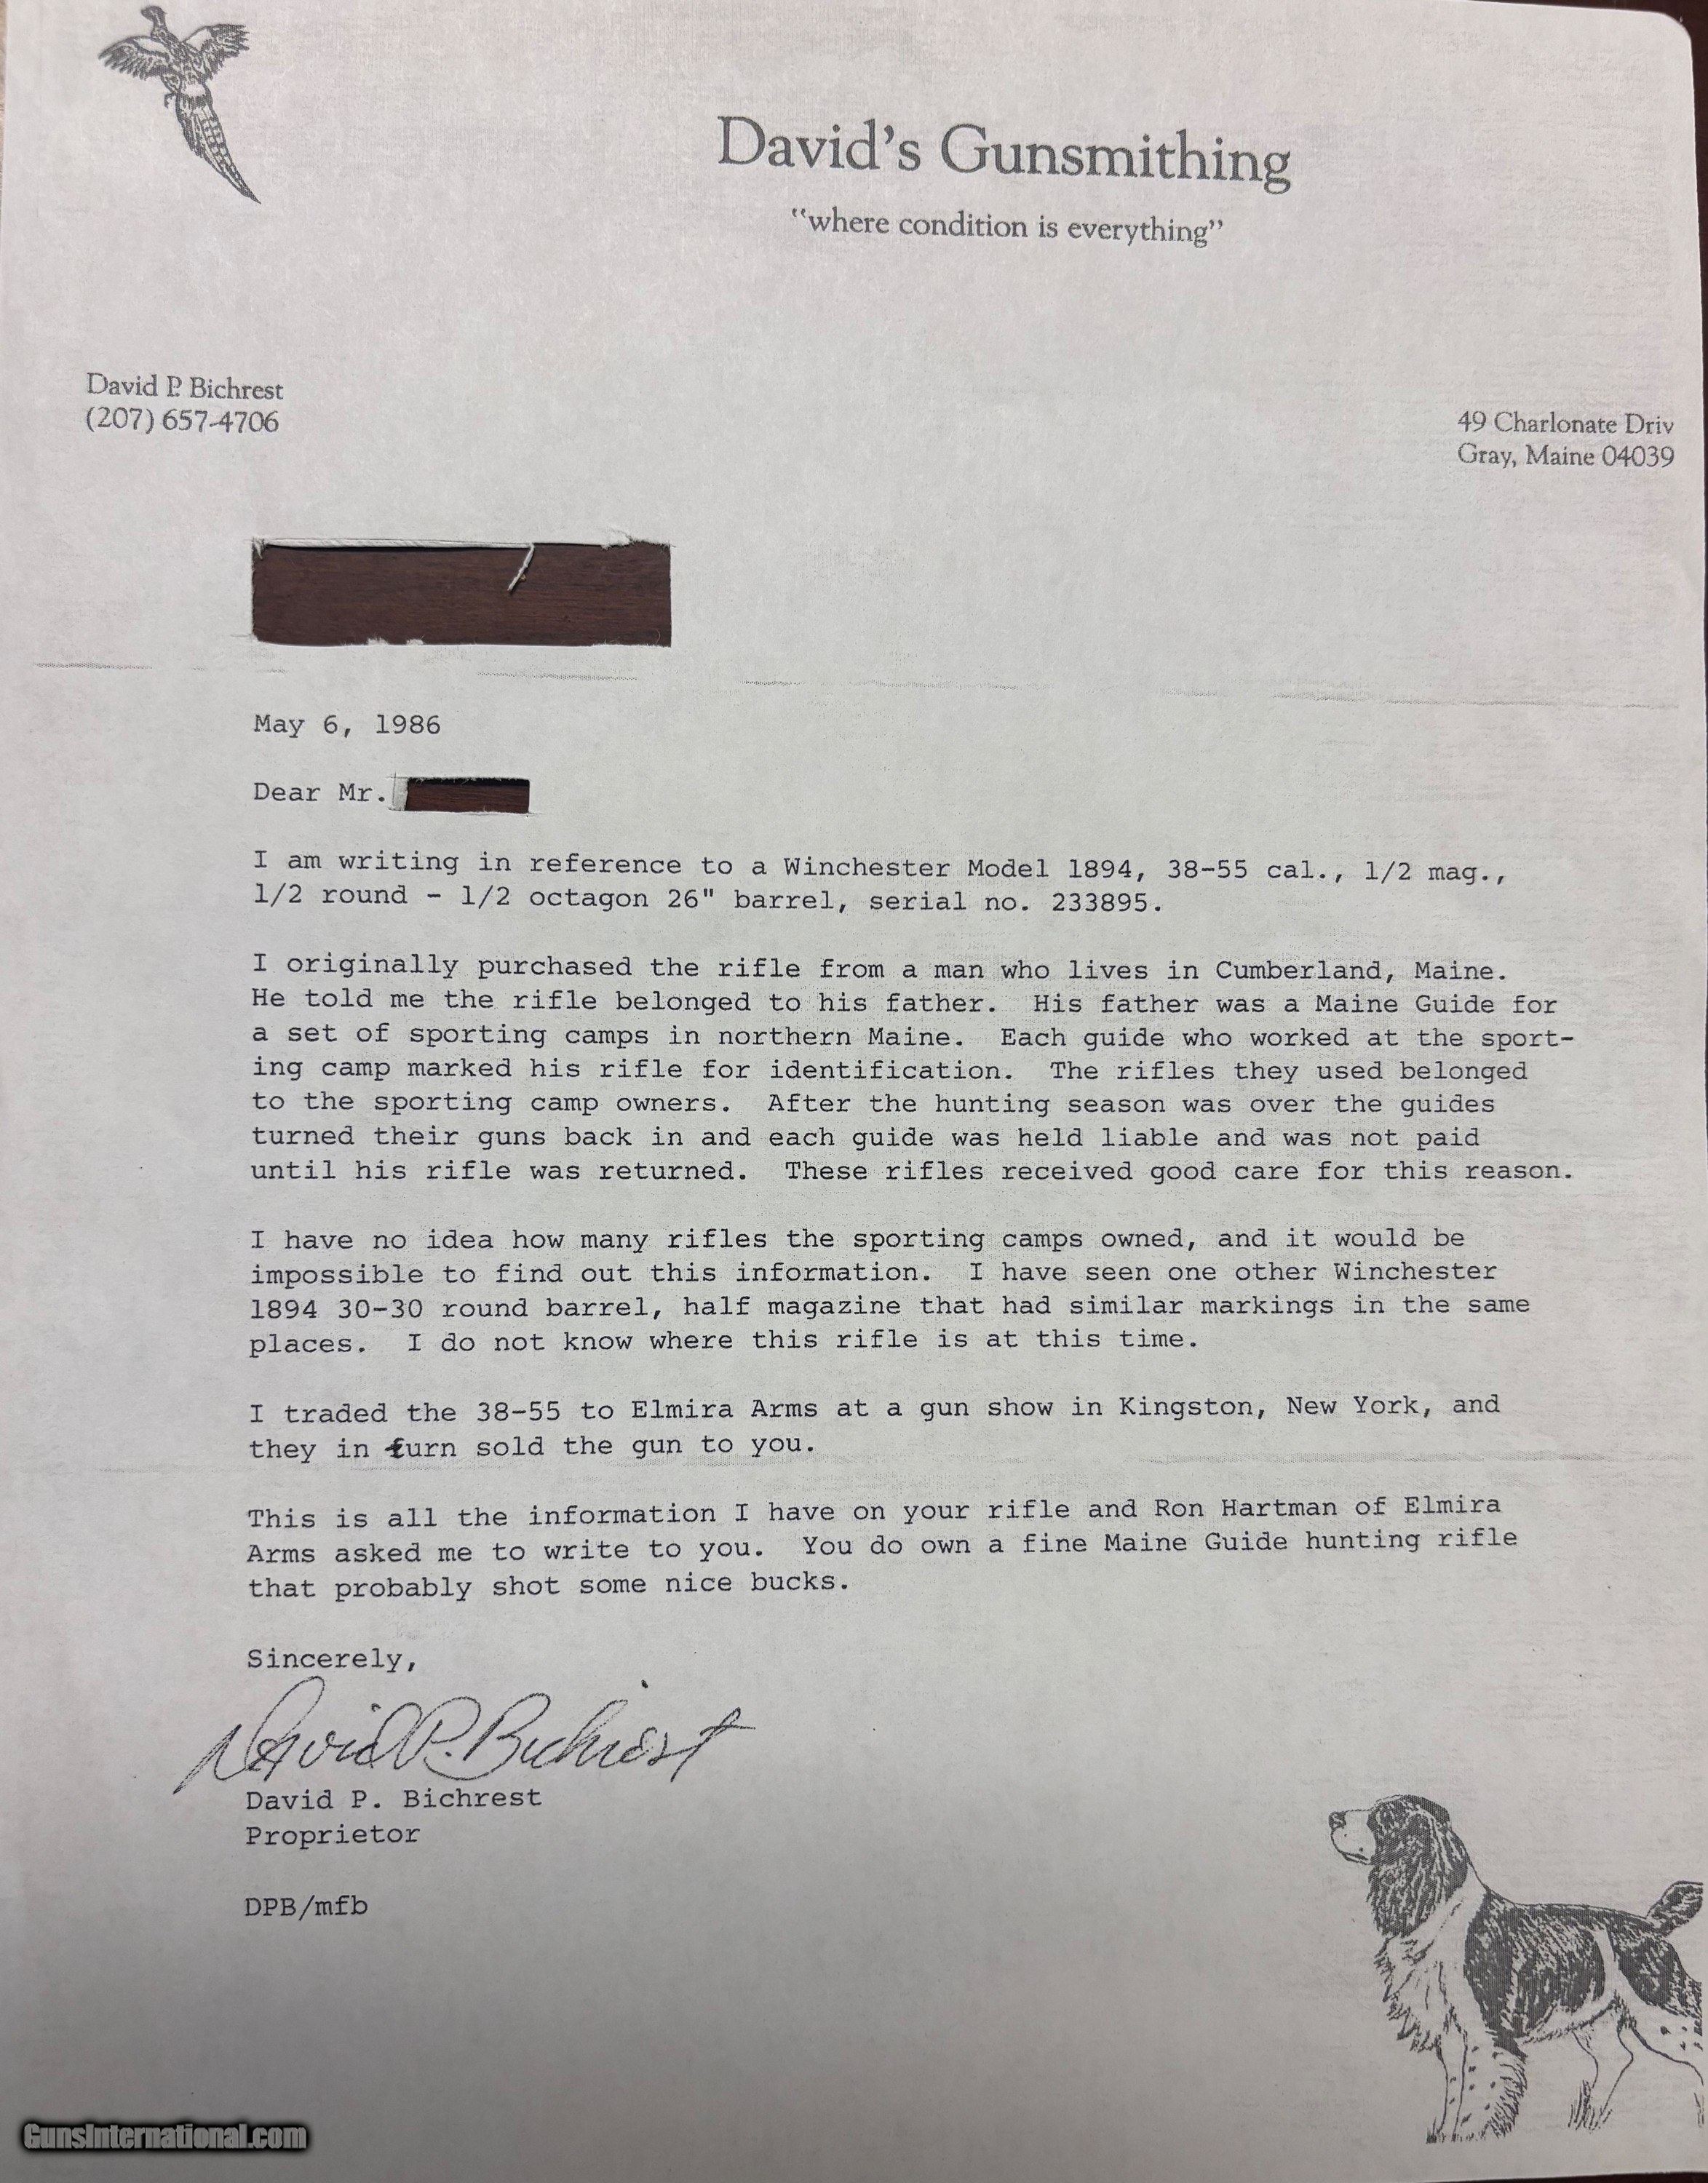 David's Gunsmithing
"where condition is everything"
David P. Bichrest
(207) 657-4706
49 Charlonate Driv
Gray, Maine 04039
May 6, 1986
Dear Mr.
I am writing in reference to a Winchester Model 1894, 38-55 cal., 1/2 mag.,
1/2 round - 1/2 octagon 26" barrel, serial no. 233895.
I originally purchased the rifle from a man who lives in Cumberland, Maine.
He told me the rifle belonged to his father. His father was a Maine Guide for
a set of sporting camps in northern Maine. Each guide who worked at the sport-
ing camp marked his rifle for identification. The rifles they used belonged
to the sporting camp owners. After the hunting season was over the guides
turned their guns back in and each guide was held liable and was not paid
until his rifle was returned. These rifles received good care for this reason.
I have no idea how many rifles the sporting camps owned, and it would be
impossible to find out this information. I have seen one other Winchester
1894 30-30 round barrel, half magazine that had similar markings in the same
places. I do not know where this rifle is at this time.
I traded the 38-55 to Elmira Arms at a gun show in Kingston, New York, and
they in turn sold the gun to you.
This is all the information I have on your rifle and Ron Hartman of Elmira
Arms asked me to write to you. You do own a fine Maine Guide hunting rifle
that probably shot some nice bucks.
Sincerely,
David P. Bichrest
David P. Bichrest
Proprietor
DPB/mfb
GunsInternational.com